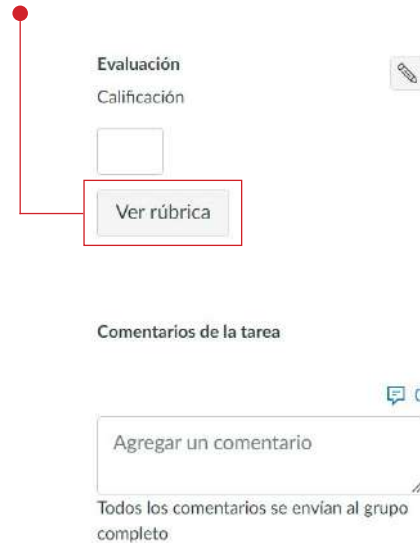 Evaluación
Calificación
Ver rúbrica
Comentarios de la tarea
Agregar un comentario
Todos los comentarios se envían al grupo
completo